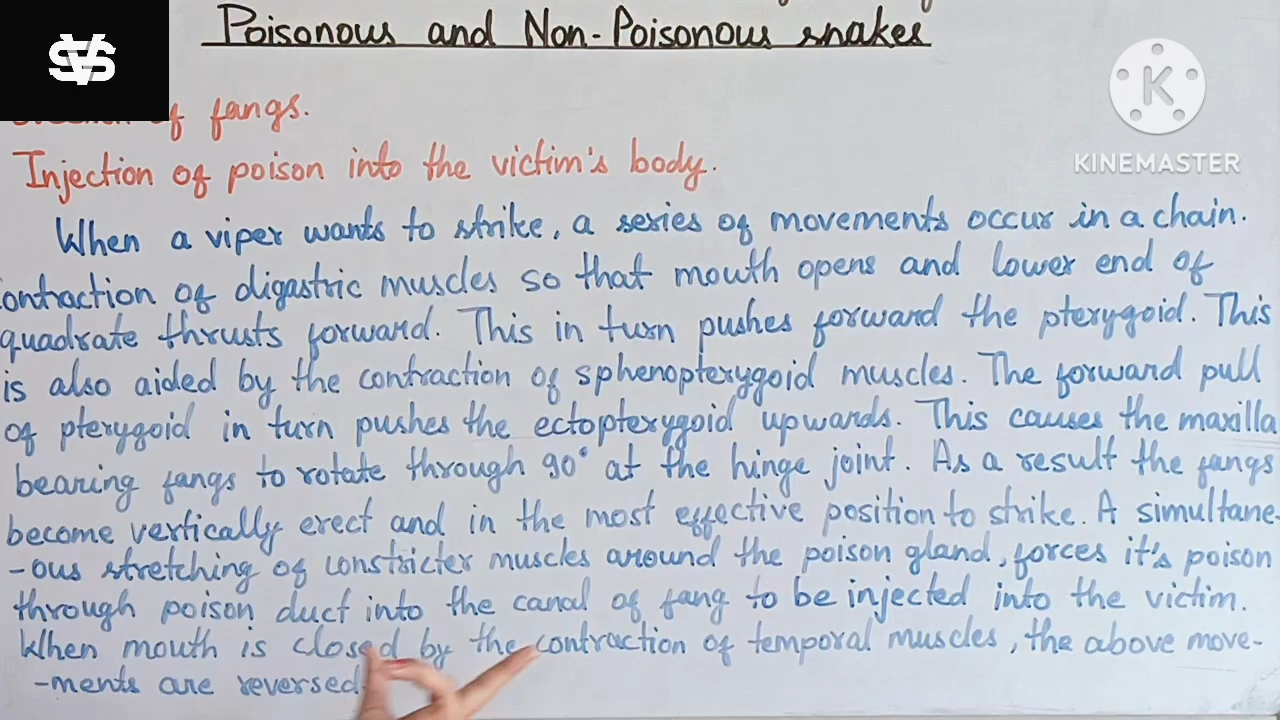 Poisonous and Non-Poisonous snakes
SVS
of fangs.
K
Injection of poison into the victim's body.
KINEMASTER
When a viper wants to strike, a series of movements occur in a chain.
ontraction of digastric muscles so that mouth opens and lower end of
quadrate thrusts forward. This in turn pushes forward the pterygoid. This
is also aided by the contraction of sphenopterygoid muscles. The forward pull
of pterygoid in turn pushes the ectopterygoid upwards. This causes the maxilla
bearing fangs to rotate through 90° at the hinge joint. As a result the fangs
become vertically erect and in the most effective position to strike. A simultane-
-ous stretching of constricter muscles around the poison gland, forces it's poison
through poison duct into the canal of fang to be injected into the victim.
When mouth is closed by the contraction of temporal muscles, the above move-
-ments are reversed.